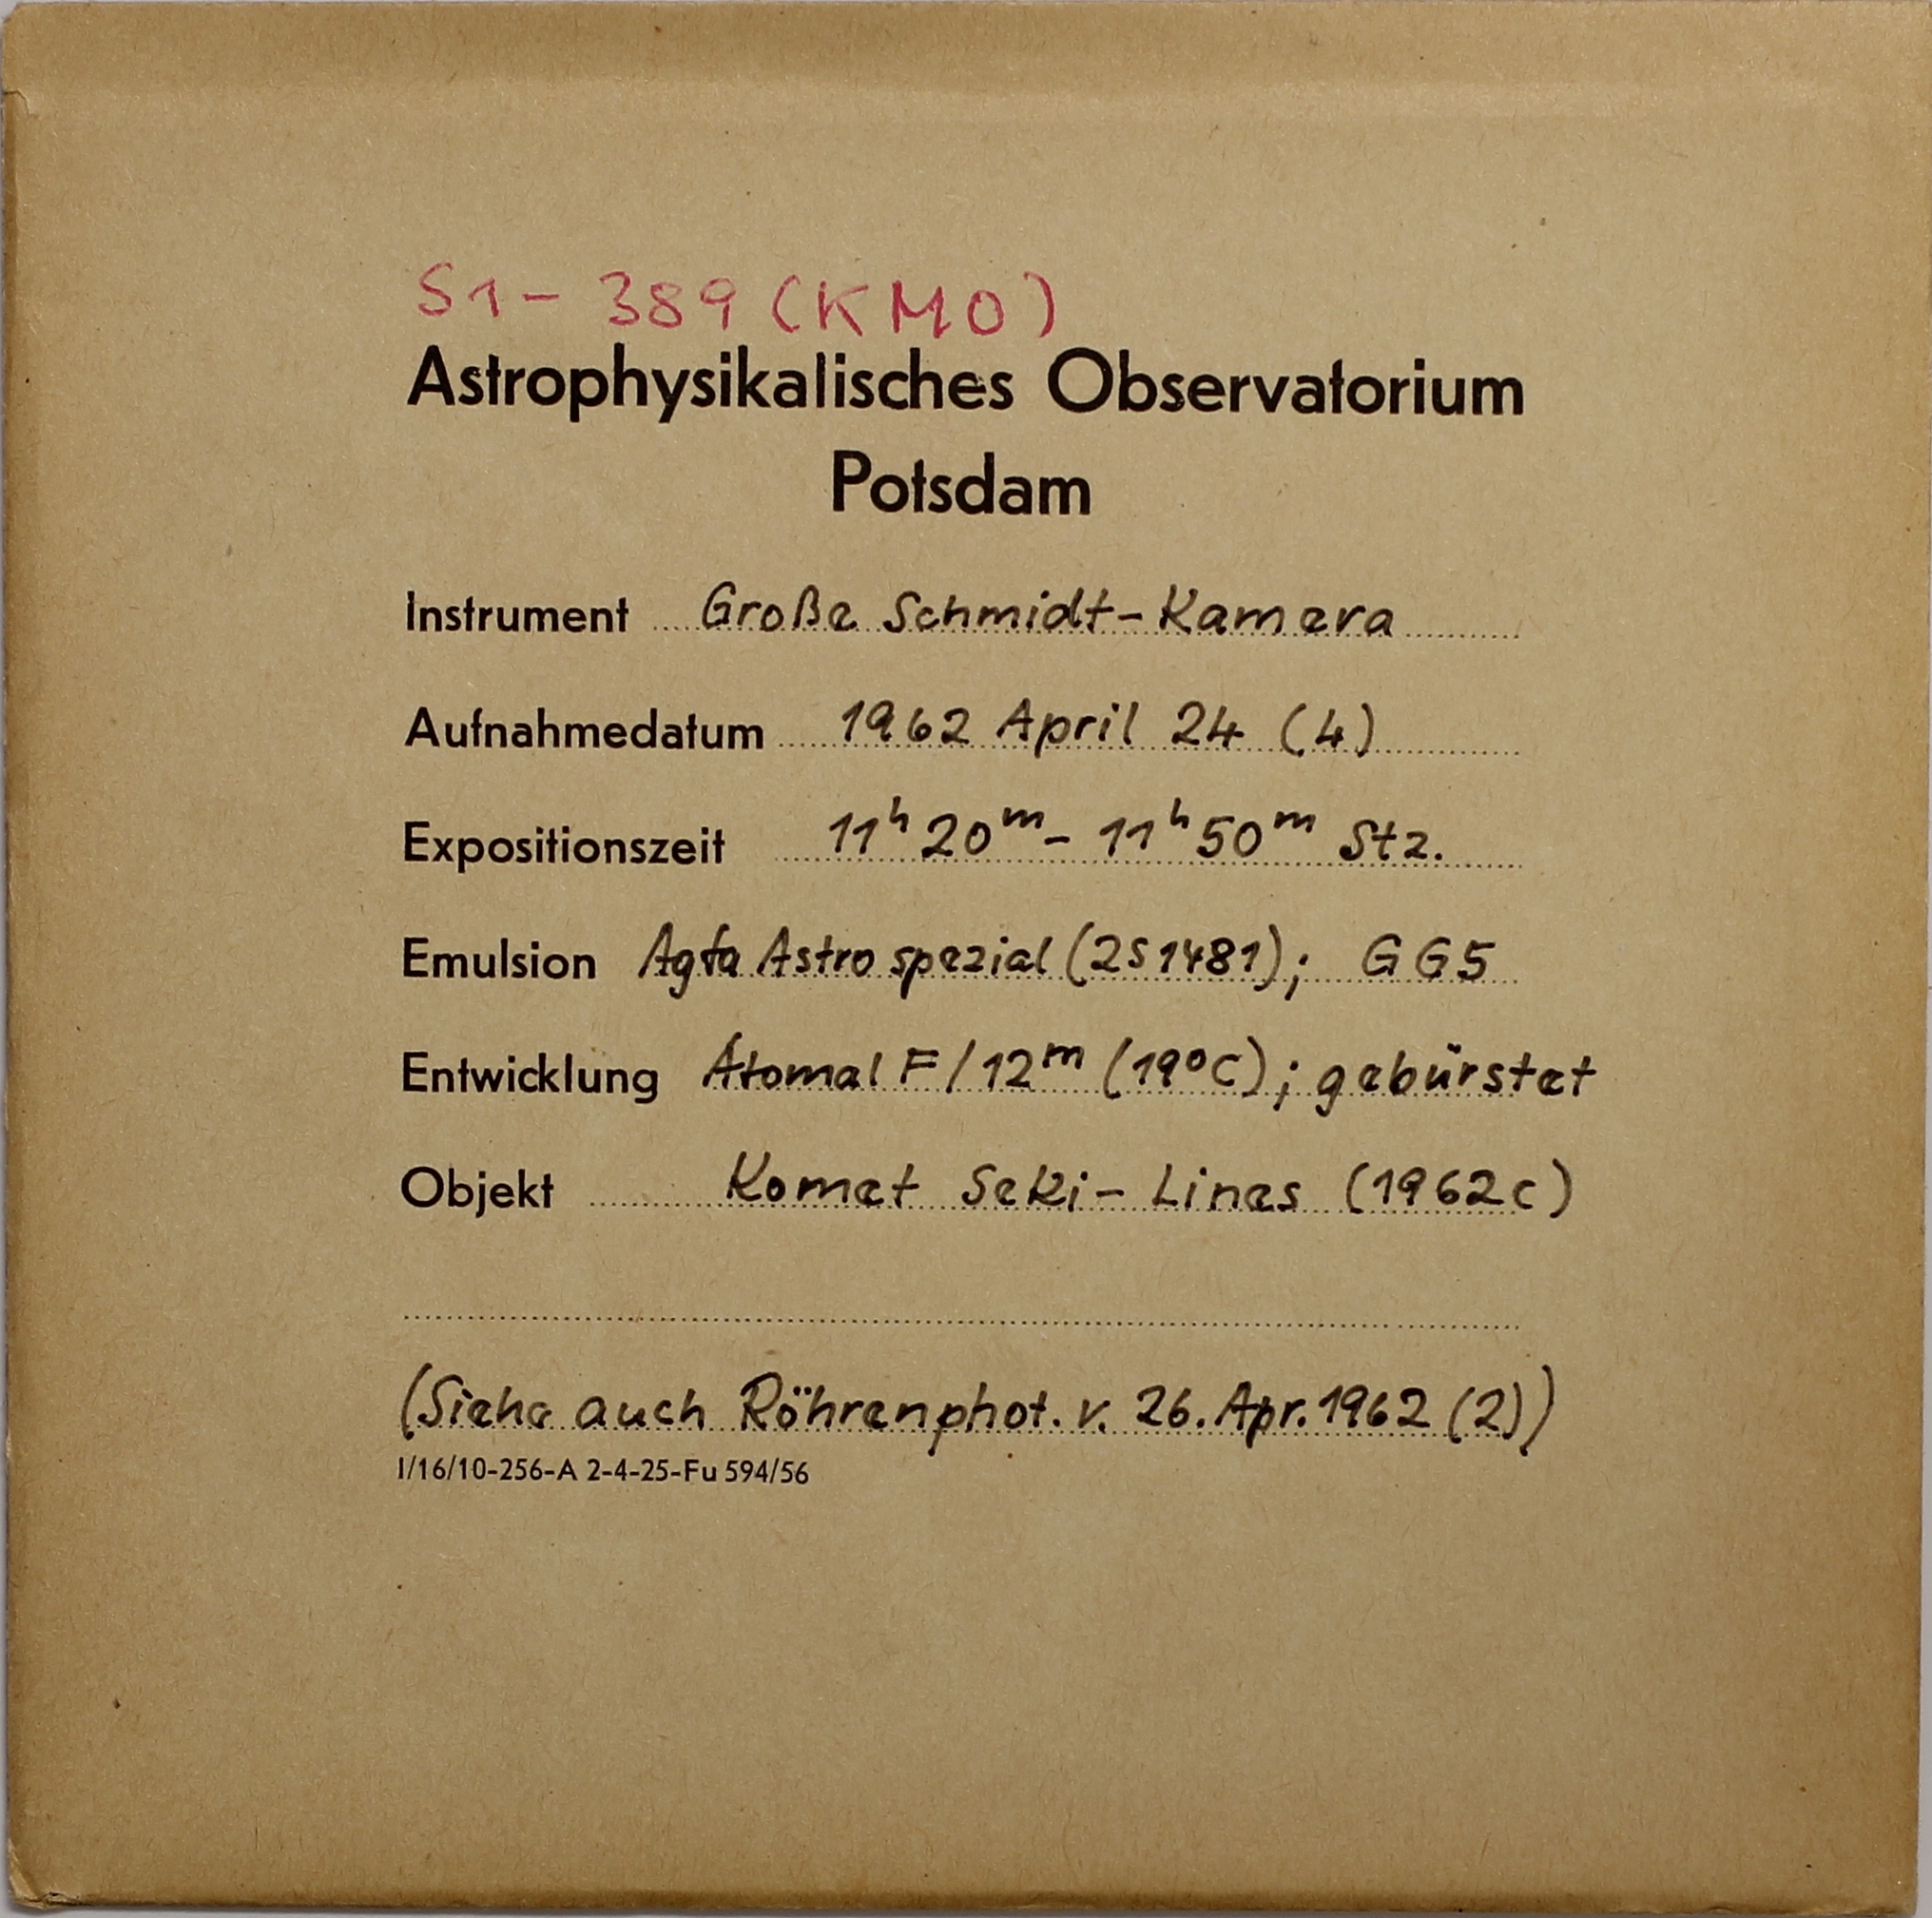 S1 - 389 (KMO)
Astrophysikalisches Observatorium
Potsdam
Instrument Große Schmidt-Kamera
Aufnahmedatum 1962 April 24 (4)
Expositionszeit 11ʰ 20ᵐ - 11ʰ 50ᵐ Stz.
Emulsion Agfa Astro spezial (2S1481); GG5
Entwicklung Atomal F/12ᵐ (19°C); gebürstet
Objekt Komet Seki-Lines (1962c)
(Siehe auch Röhrenphot. v. 26. Apr. 1962 (2))
I/16/10-256-A 2-4-25-Fu 594/56